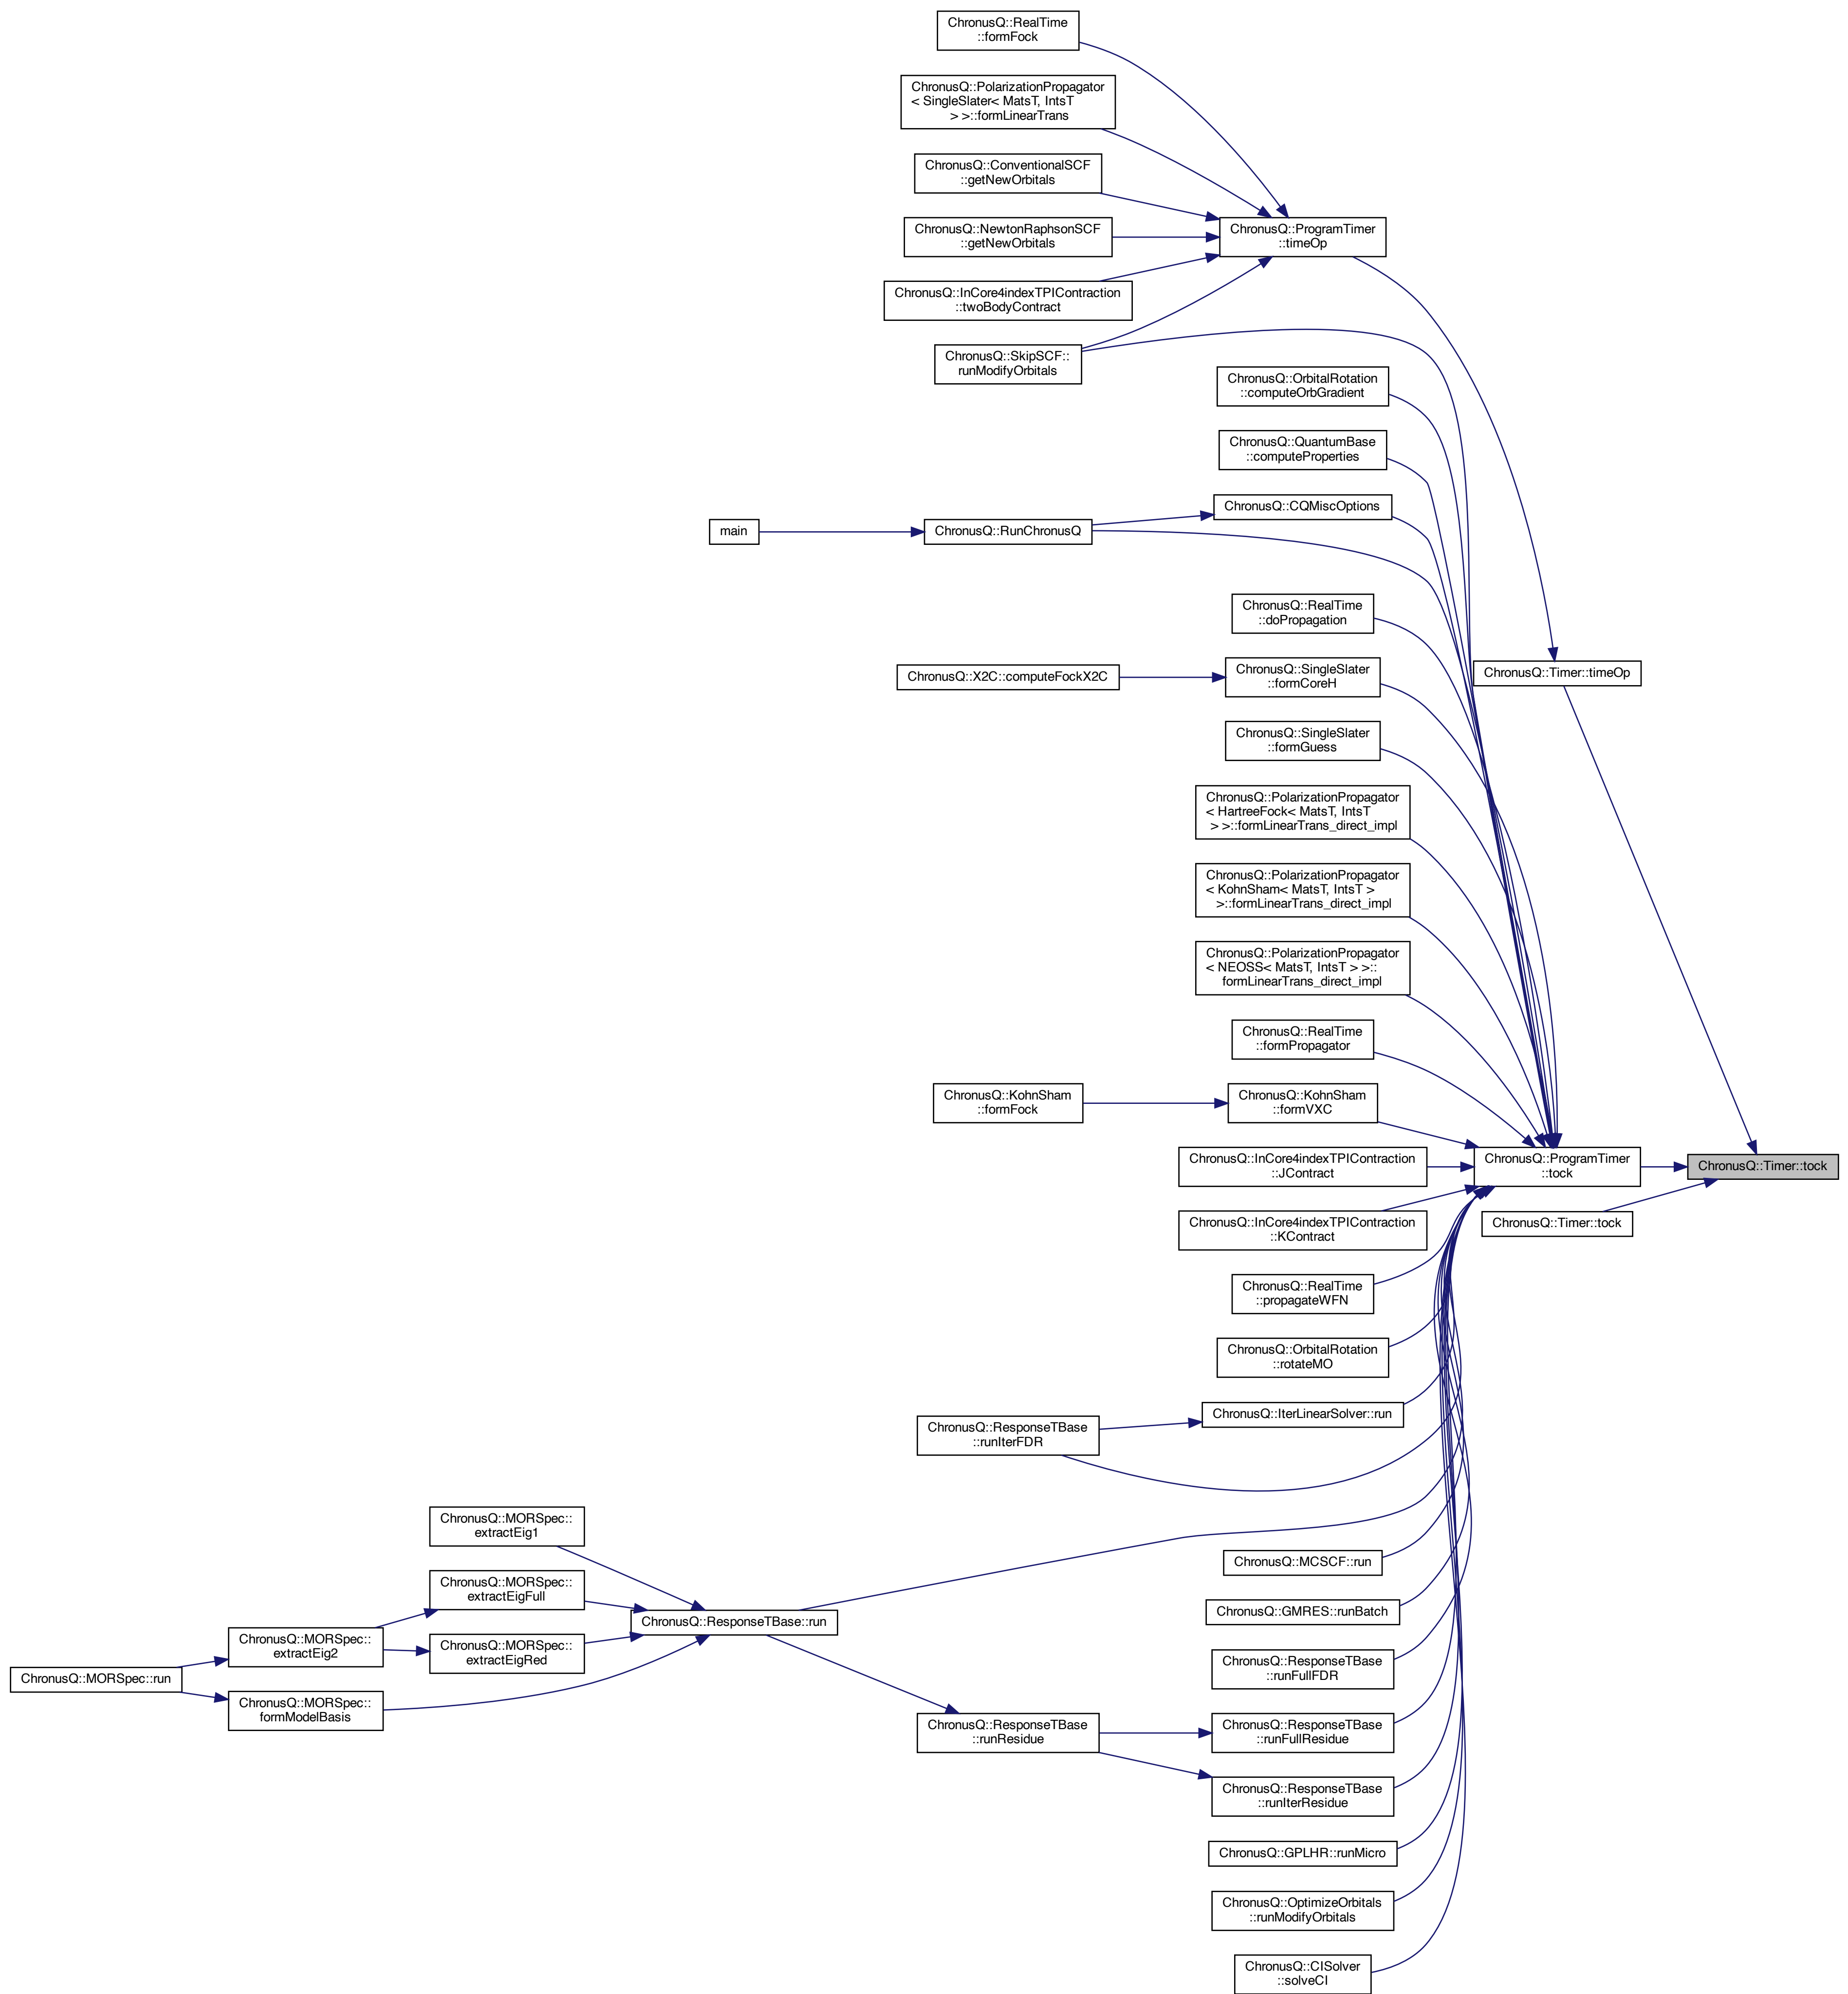 ChronusQ::RealTime
::formFock
ChronusQ::PolarizationPropagator
< SingleSlater< MatsT, IntsT
> >::formLinearTrans
ChronusQ::ConventionalSCF
::getNewOrbitals
ChronusQ::NewtonRaphsonSCF
::getNewOrbitals
ChronusQ::ProgramTimer
::timeOp
ChronusQ::InCore4indexTPIContraction
::twoBodyContract
ChronusQ::SkipSCF::
runModifyOrbitals
ChronusQ::OrbitalRotation
::computeOrbGradient
ChronusQ::QuantumBase
::computeProperties
ChronusQ::CQMiscOptions
main
ChronusQ::RunChronusQ
ChronusQ::RealTime
::doPropagation
ChronusQ::X2C::computeFockX2C
ChronusQ::SingleSlater
::formCoreH
ChronusQ::Timer::timeOp
ChronusQ::SingleSlater
::formGuess
ChronusQ::PolarizationPropagator
< HartreeFock< MatsT, IntsT
> >::formLinearTrans_direct_impl
ChronusQ::PolarizationPropagator
< KohnSham< MatsT, IntsT >
>::formLinearTrans_direct_impl
ChronusQ::PolarizationPropagator
< NEOSS< MatsT, IntsT > >::
formLinearTrans_direct_impl
ChronusQ::RealTime
::formPropagator
ChronusQ::KohnSham
::formFock
ChronusQ::KohnSham
::formVXC
ChronusQ::InCore4indexTPIContraction
::JContract
ChronusQ::ProgramTimer
::tock
ChronusQ::Timer::tock
ChronusQ::InCore4indexTPIContraction
::KContract
ChronusQ::Timer::tock
ChronusQ::RealTime
::propagateWFN
ChronusQ::OrbitalRotation
::rotateMO
ChronusQ::IterLinearSolver::run
ChronusQ::ResponseTBase
::runIterFDR
ChronusQ::MORSpec::
extractEig1
ChronusQ::MCSCF::run
ChronusQ::MORSpec::
extractEigFull
ChronusQ::ResponseTBase::run
ChronusQ::GMRES::runBatch
ChronusQ::MORSpec::
extractEig2
ChronusQ::MORSpec::
extractEigRed
ChronusQ::ResponseTBase
::runFullFDR
ChronusQ::MORSpec::run
ChronusQ::MORSpec::
formModelBasis
ChronusQ::ResponseTBase
::runResidue
ChronusQ::ResponseTBase
::runFullResidue
ChronusQ::ResponseTBase
::runIterResidue
ChronusQ::GPLHR::runMicro
ChronusQ::OptimizeOrbitals
::runModifyOrbitals
ChronusQ::CISolver
::solveCI